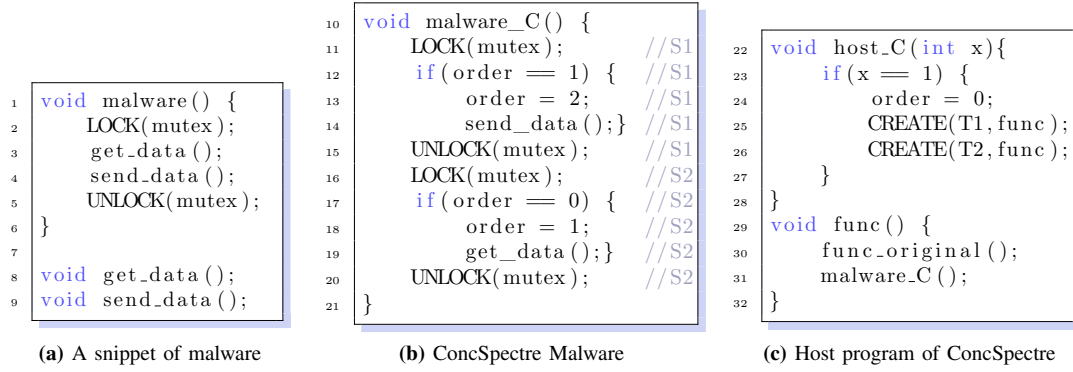 1 void malware() {
2 LOCK(mutex);
3 get_data();
4 send_data();
5 UNLOCK(mutex);
6 }
7
8 void get_data();
9 void send_data();
(a) A snippet of malware
10 void malware_C() {
11 LOCK(mutex); //S1
12 if(order == 1) { //S1
13 order = 2; //S1
14 send_data();} //S1
15 UNLOCK(mutex); //S1
16 LOCK(mutex); //S2
17 if(order == 0) { //S2
18 order = 1; //S2
19 get_data();} //S2
20 UNLOCK(mutex); //S2
21 }
(b) ConcSpectre Malware
22 void host_C(int x){
23 if(x == 1) {
24 order = 0;
25 CREATE(T1,func);
26 CREATE(T2,func);
27 }
28 }
29 void func() {
30 func_original();
31 malware_C();
32 }
(c) Host program of ConcSpectre